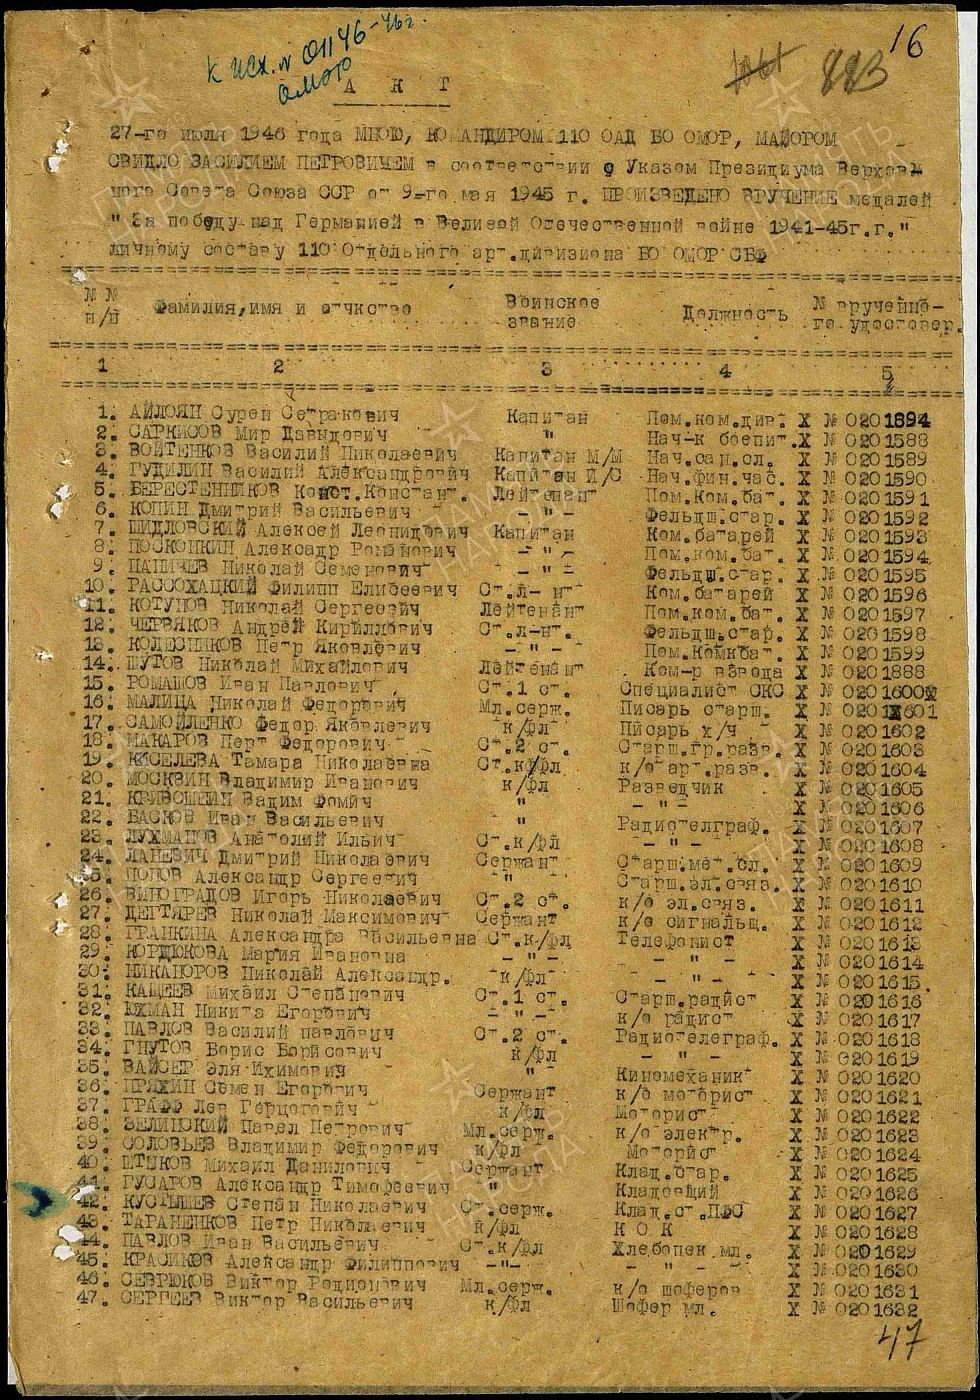 16
К исх. № 01146-46г.
ОМОР
А К Т
27-го июля 1946 года МНОЮ, КОМАНДИРОМ 110 ОАД БО ОМОР, МАЙОРОМ
СВИДЛО ВАСИЛИЕМ ПЕТРОВИЧЕМ в соответствии с Указом Президиума Верхов-
ного Совета Союза ССР от 9-го мая 1945 г. ПРОИЗВЕДЕНО ВРУЧЕНИЕ медалей
" За победу над Германией в Великой Отечественной войне 1941-45г.г."
личному составу 110 Отдельного арт.дивизиона БО ОМОР СБФ
№ № п/п Фамилия,имя и отчкство Воинское звание Должность № врученно-го удостовер.
1 2 3 4 5
1. АЙЛОЯН Сурен Сетракович Капитан Пом.ком.див. X № 0201894
2. САРКИСОВ Мир Давыдович " Нач-к боепит. X № 0201588
3. ВОЙТЕНКОВ Василий Николаевич Капитан М/М Нач.сан.сл. X № 0201589
4. ГУДИЛИН Василий Александрович Капитан И/С Нач.фин.час. X № 0201590
5. БЕРЕСТЕННИКОВ Конст.Констант. Лейтенант Пом.Ком.бат. X № 0201591
6. КОПИН Дмитрий Васильевич -"- Фельдш.стар. X № 0201592
7. ШИДЛОВСКИЙ Алексей Леонидович Капитан Ком.батарей X № 0201593
8. ПОСКОНКИН Александр Романович -"- Пом.ком.бат. X № 0201594
9. ПАПИЧЕВ Николай Семенович -"- Фельдш.стар. X № 0201595
10. РАССОХАЦКИЙ Филипп Елисеевич Ст.л-нт Ком.батарей X № 0201596
11. КОТУНОВ Николай Сергеевич Лейтенант Пом.ком.бат. X № 0201597
12. ЧЕРВЯКОВ Андрей Кириллович Ст.л-нт. Фельдш.стар. X № 0201598
13. КОЛЕСНИКОВ Петр Яковлевич -"- Пом.Комкбат. X № 0201599
14. ШУТОВ Николай Михайлович Лейтенант Ком-р взвода X № 0201888
15. РОМАШОВ Иван Павлович Ст.1 ст. Специалист СКС X № 0201600
16. МАЛИЦА Николай Федорович Мл.серж. Писарь старш. X № 0201601
17. САМОЙЛЕНКО Федор Яковлевич к/фл Писарь х/ч X № 0201602
18. МАКАРОВ Перт Федорович Ст.2 ст. Старш.гр.разв. X № 0201603
19. КИСЕЛЕВА Тамара Николаевна Ст.к/фл к/о арт.разв. X № 0201604
20. МОСКВИН Владимир Иванович к/фл Разведчик X № 0201605
21. КРИВОШЕИН Вадим Фомич " -"- X № 0201606
22. БАСКОВ Иван Васильевич " Радиотелграф. X № 0201607
23. ЛУХМАНОВ Анатолий Ильич Ст.к/фл -"- X № 0201608
24. ЛАНЕВИЧ Дмитрий Николаевич Сержант Старш.мет.сл. X № 0201609
25. ПОПОВ Александр Сергеевич " Старш.эл.связ. X № 0201610
26. ВИНОГРАДОВ Игорь Николаевич Ст.2 ст. к/о эл.связ. X № 0201611
27. ДЕГТЯРЕВ Николай Максимович Сержант к/о сигнальщ. X № 0201612
28. ГРАНКИНА Александра Васильевна Ст.к/фл Телефонист X № 0201613
29. ЮРДЮКОВА Мария Ивановна -"- -"- X № 0201614
30. НИКАНОРОВ Николай Александр. к/фл -"- X № 0201615
31. КАЩЕЕВ Михаил Степанович Ст.1 ст. Старш.радист X № 0201616
32. ЮХМАН Никита Егорович -"- к/о радист X № 0201617
33. ПАВЛОВ Василий павлович Ст.2 ст. Радиотелеграф. X № 0201618
34. ГНУТОВ Борис Борисович к/фл -"- X № 0201619
35. ВАЙСЕР Эля Ихимович " Киномеханик X № 0201620
36. ПРЯХИН Семен Егорович Сержант к/о моторист X № 0201621
37. ГРАФФ Лев Герцогович к/фл Моторист X № 0201622
38. ЗЕЛИНСКИЙ Павел Петрович Мл.серж. к/о электр. X № 0201623
39. СОЛОВЬЕВ Владимир Федорович к/фл Моторист X № 0201624
40. ШТЫКОВ Михаил Данилович Сержант Клад.стар. X № 0201625
41. ГУСАРОВ Александр Тимофеевич " Кладовщий X № 0201626
42. КУСТЫШЕВ Степан Николаевич Ст.серж. Клад.ст.ПФС X № 0201627
43. ТАРАНЕНКОВ Петр Николаевич к/фл К О К X № 0201628
44. ПАВЛОВ Иван Васильевич Ст.к/фл Хлебопек мл. X № 0201629
45. КРАСИКОВ Александр Филиппович -"- -"- X № 0201630
46. СЕВРЮКОВ Виктор Родионович Мл.серж. к/о шоферов X № 0201631
47. СЕРГЕЕВ Виктор Васильевич к/фл Шофер мл. X № 0201632
47